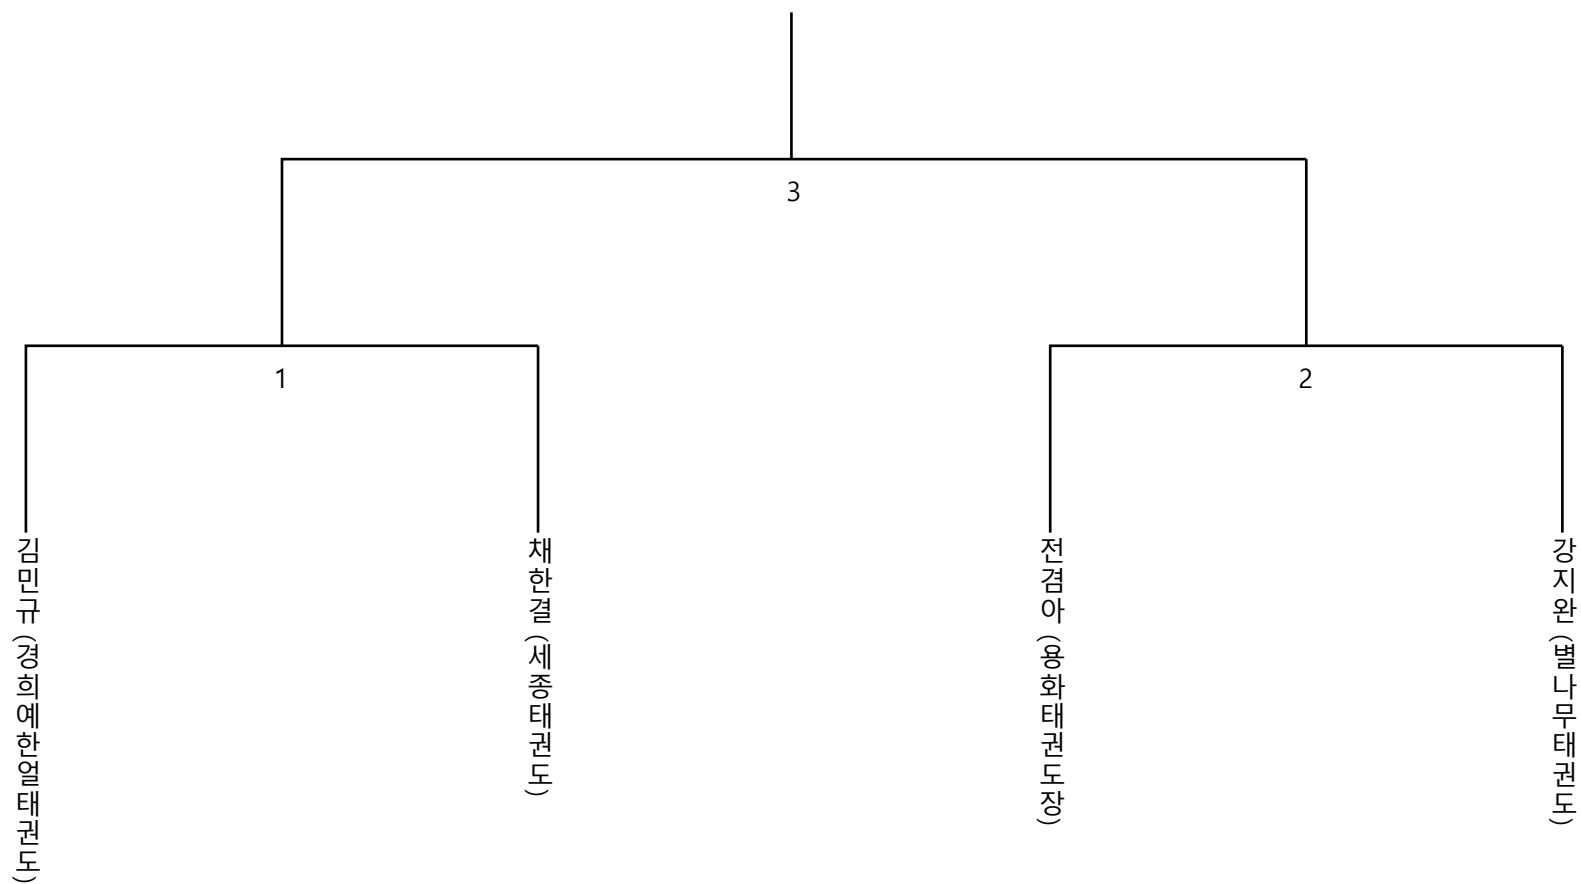 3
1
2
김민규 (경희예한얼태권도)
채한결 (세종태권도)
전겸아 (용화태권도장)
강지완 (별나무태권도)